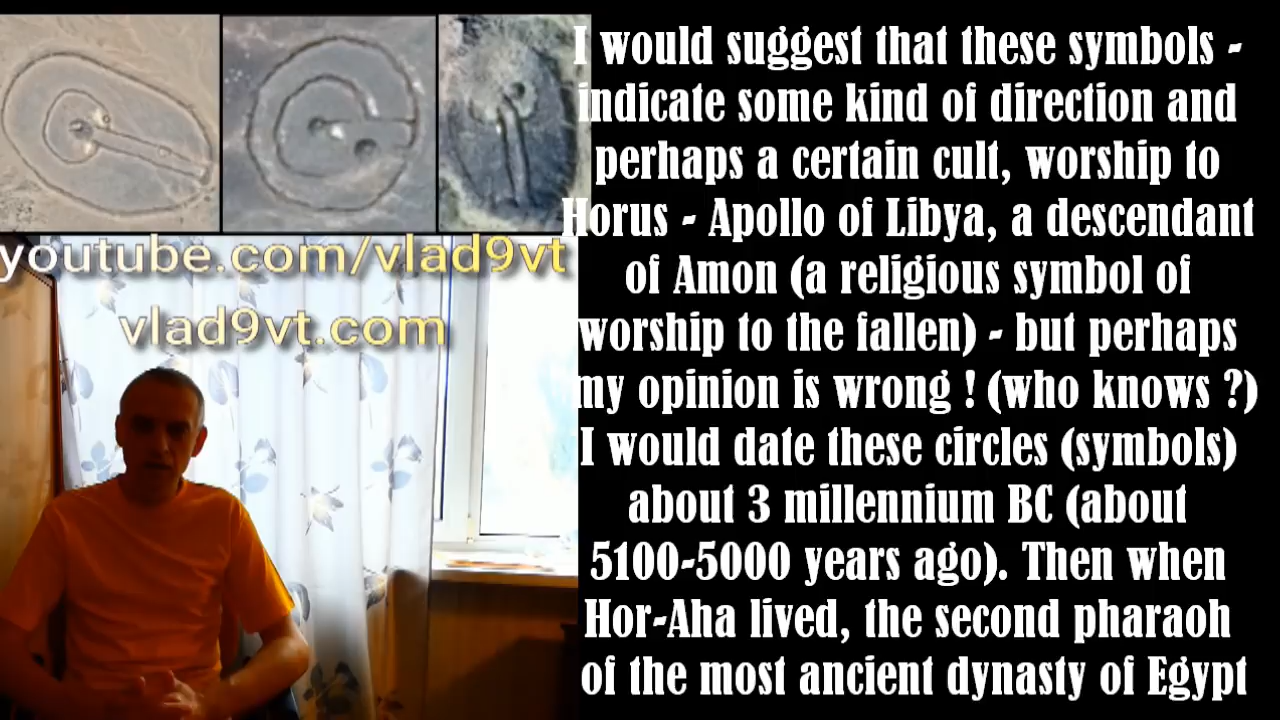 I would suggest that these symbols -
indicate some kind of direction and
perhaps a certain cult, worship to
Horus - Apollo of Libya, a descendant
of Amon (a religious symbol of
worship to the fallen) - but perhaps
my opinion is wrong ! (who knows ?)
I would date these circles (symbols)
about 3 millennium BC (about
5100-5000 years ago). Then when
Hor-Aha lived, the second pharaoh
of the most ancient dynasty of Egypt
youtube.com/vlad9vt
vlad9vt.com